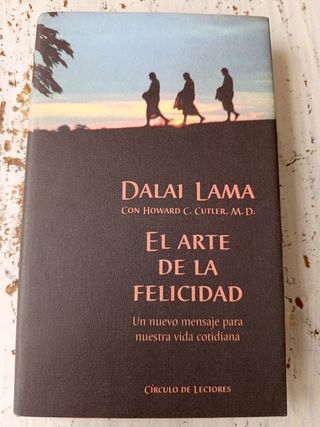 DALAI LAMA
CON HOWARD C. CUTLER, M.D.
EL ARTE
DE LA
FELICIDAD
Un nuevo mensaje para
nuestra vida cotidiana
CÍRCULO DE LECTORES